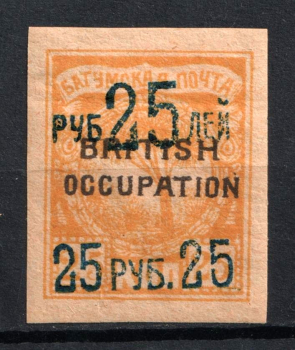 БАТУМСКАЯ ПОЧТА
РУБ 25 ЛЕЙ
BRITISH
OCCUPATION
25 РУБ. 25